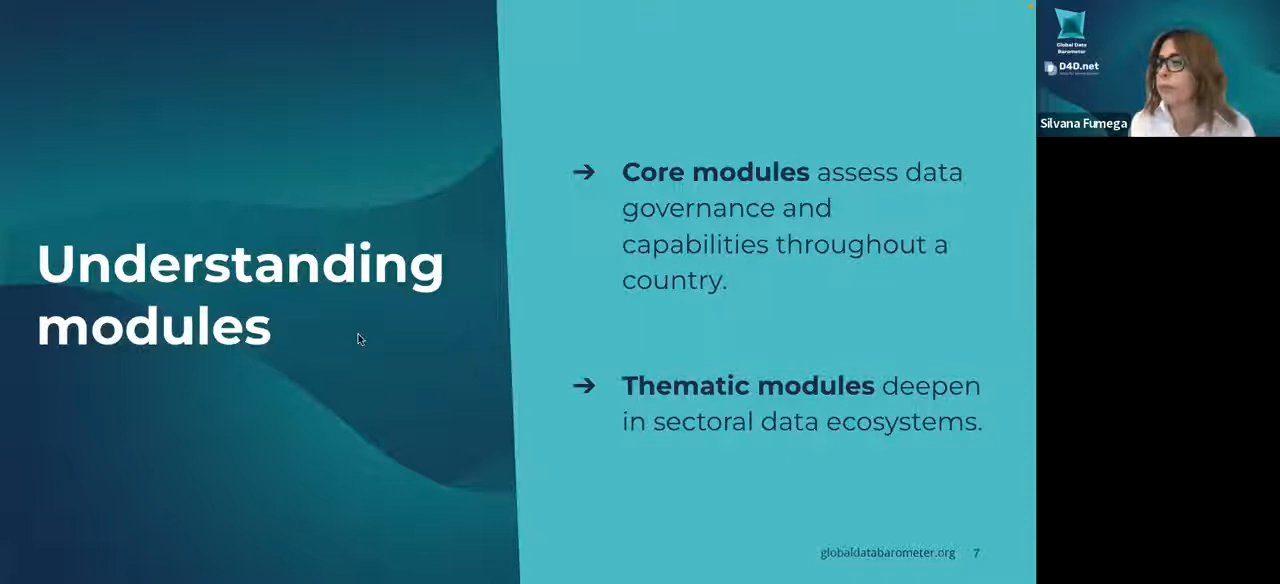 Understanding
modules
➔ Core modules assess data
governance and
capabilities throughout a
country.
➔ Thematic modules deepen
in sectoral data ecosystems.
globaldatabarometer.org 7
Global Data
Barometer
D4D.net
Silvana Fumega